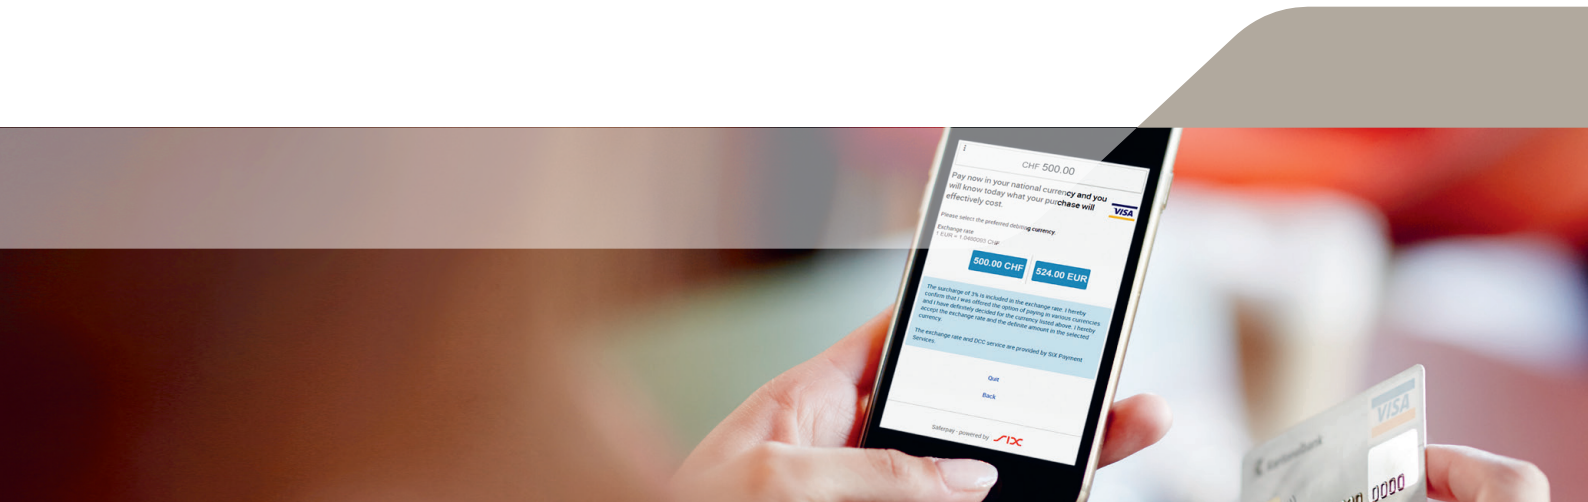 CHF 500.00
Pay now in your national currency and you
will know today what your purchase will
effectively cost.
VISA
Please select the preferred debiting currency.
Exchange rate
500.00 CHF
524.00 EUR
The surcharge of 3% is included in the exchange rate. I hereby
confirm that I was offered the option of paying in various currencies
and I have definitely decided for the currency listed above. I hereby
accept the exchange rate and the definite amount in the selected
currency.
The exchange rate and DCC service are provided by SIX Payment
Services.
Quit
Back
Saferpay - powered by SIX
VISA
0000